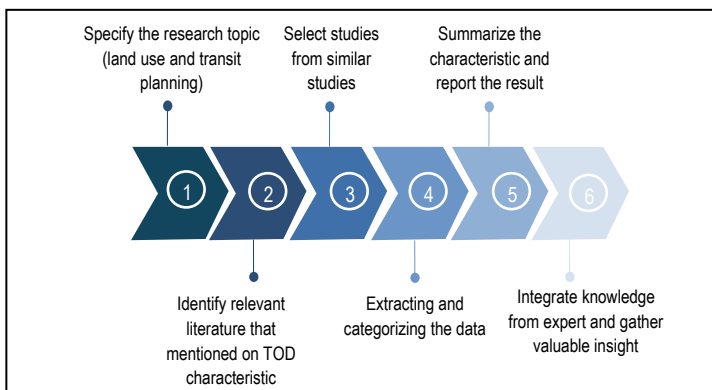 Specify the research topic
(land use and transit
planning)
Select studies
from similar
studies
Summarize the
characteristic and
report the result
1
2
3
4
5
6
Identify relevant
literature that
mentioned on TOD
characteristic
Extracting and
categorizing the data
Integrate knowledge
from expert and gather
valuable insight